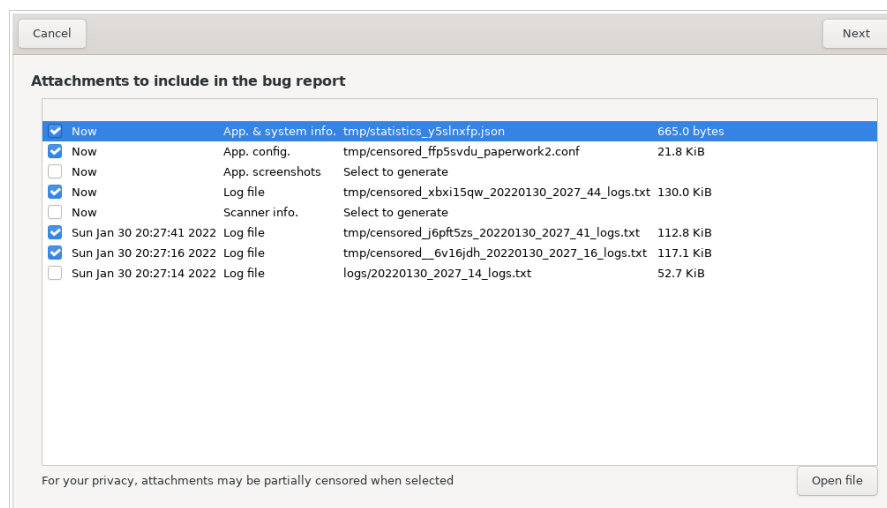 Cancel Next
Attachments to include in the bug report
Now App. & system info. tmp/statistics_y5slnxfp.json 665.0 bytes
Now App. config. tmp/censored_ffp5svdu_paperwork2.conf 21.8 KiB
Now App. screenshots Select to generate
Now Log file tmp/censored_xbxi15qw_20220130_2027_44_logs.txt 130.0 KiB
Now Scanner info. Select to generate
Sun Jan 30 20:27:41 2022 Log file tmp/censored_j6pft5zs_20220130_2027_41_logs.txt 112.8 KiB
Sun Jan 30 20:27:16 2022 Log file tmp/censored__6v16jdh_20220130_2027_16_logs.txt 117.1 KiB
Sun Jan 30 20:27:14 2022 Log file logs/20220130_2027_14_logs.txt 52.7 KiB
For your privacy, attachments may be partially censored when selected Open file